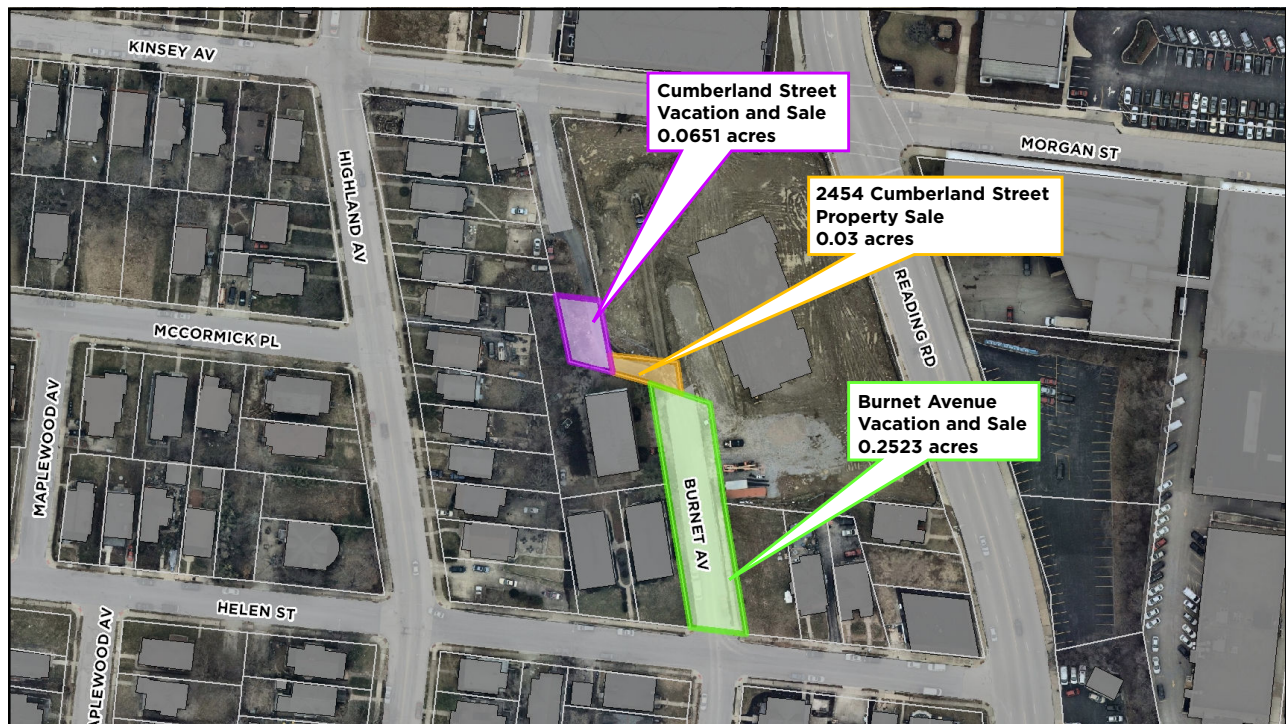 KINSEY AV
Cumberland Street
Vacation and Sale
0.0651 acres
MORGAN ST
HIGHLAND AV
2454 Cumberland Street
Property Sale
0.03 acres
READING RD
MCCORMICK PL
MAPLEWOOD AV
Burnet Avenue
Vacation and Sale
0.2523 acres
BURNET AV
HELEN ST
APLEWOOD AV